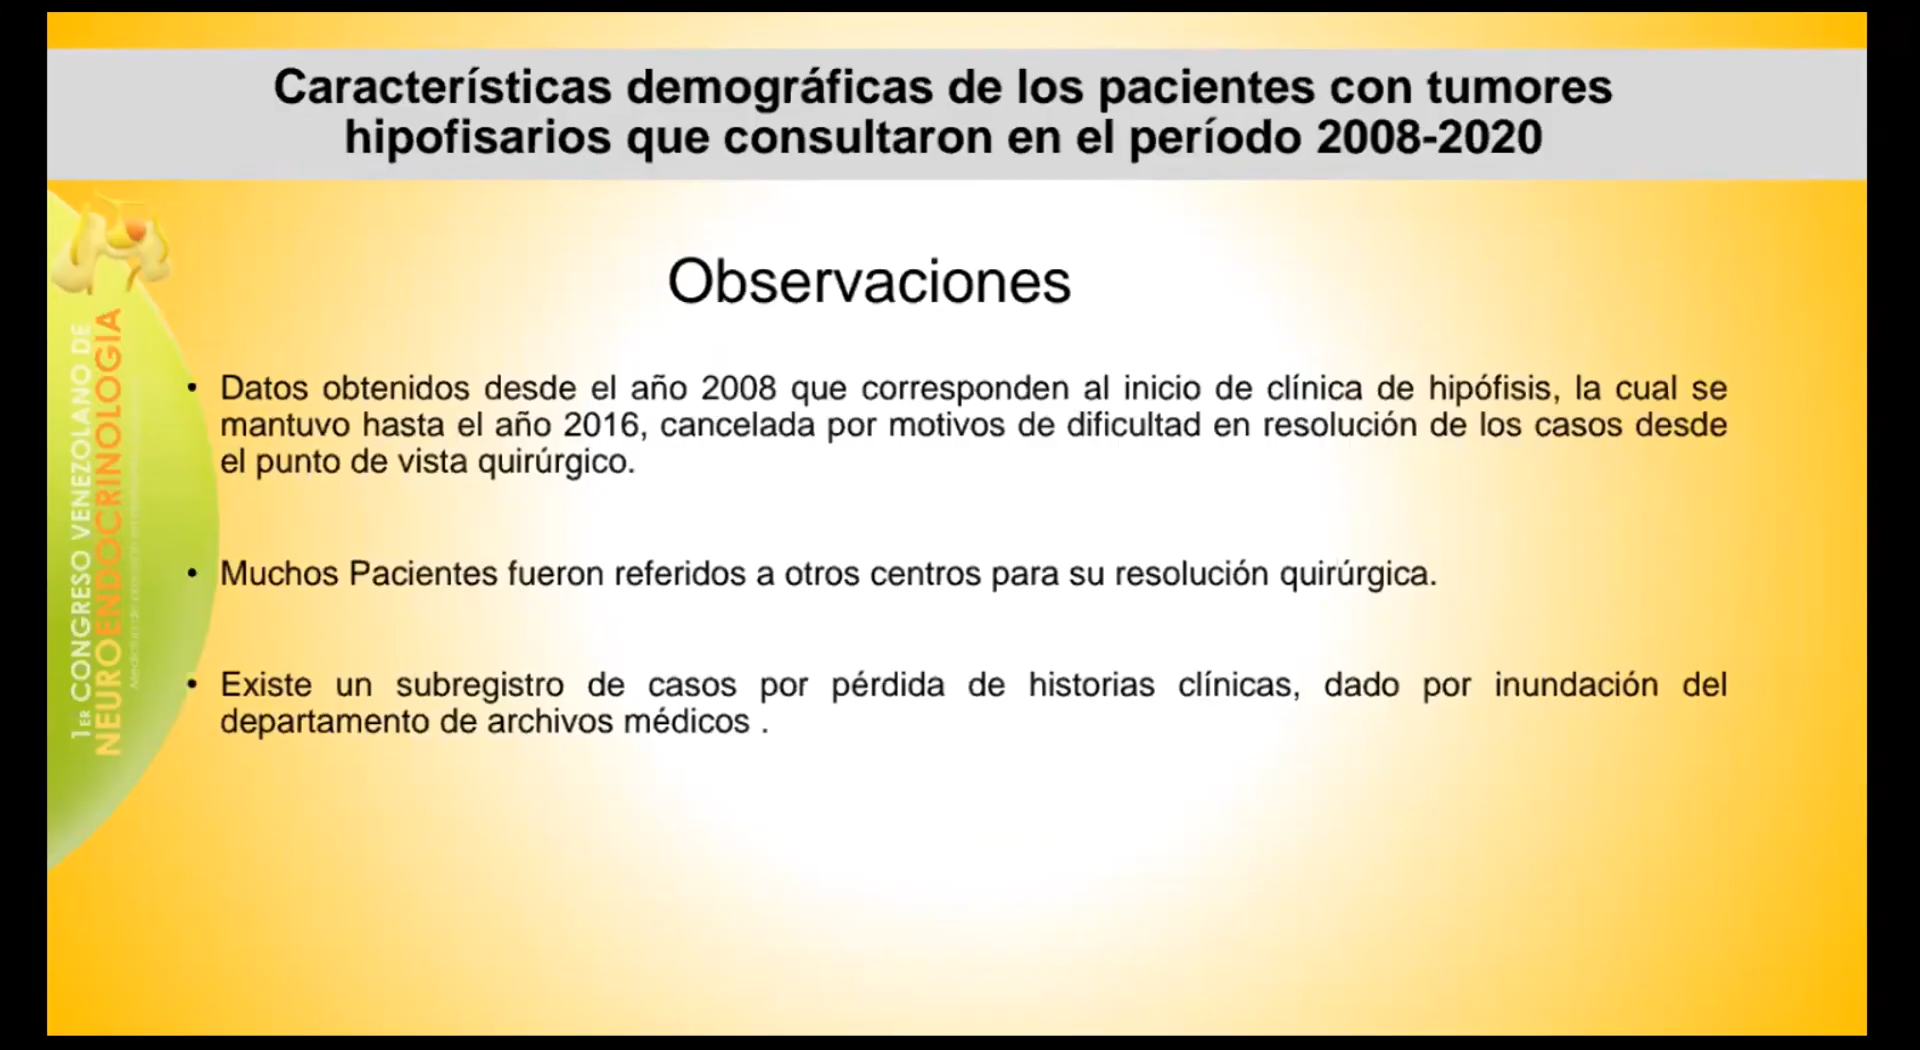 Características demográficas de los pacientes con tumores
hipofisarios que consultaron en el período 2008-2020
Observaciones
• Datos obtenidos desde el año 2008 que corresponden al inicio de clínica de hipófisis, la cual se
mantuvo hasta el año 2016, cancelada por motivos de dificultad en resolución de los casos desde
el punto de vista quirúrgico.
• Muchos Pacientes fueron referidos a otros centros para su resolución quirúrgica.
• Existe un subregistro de casos por pérdida de historias clínicas, dado por inundación del
departamento de archivos médicos .
1ER CONGRESO VENEZOLANO DE
NEUROENDOCRINOLOGIA